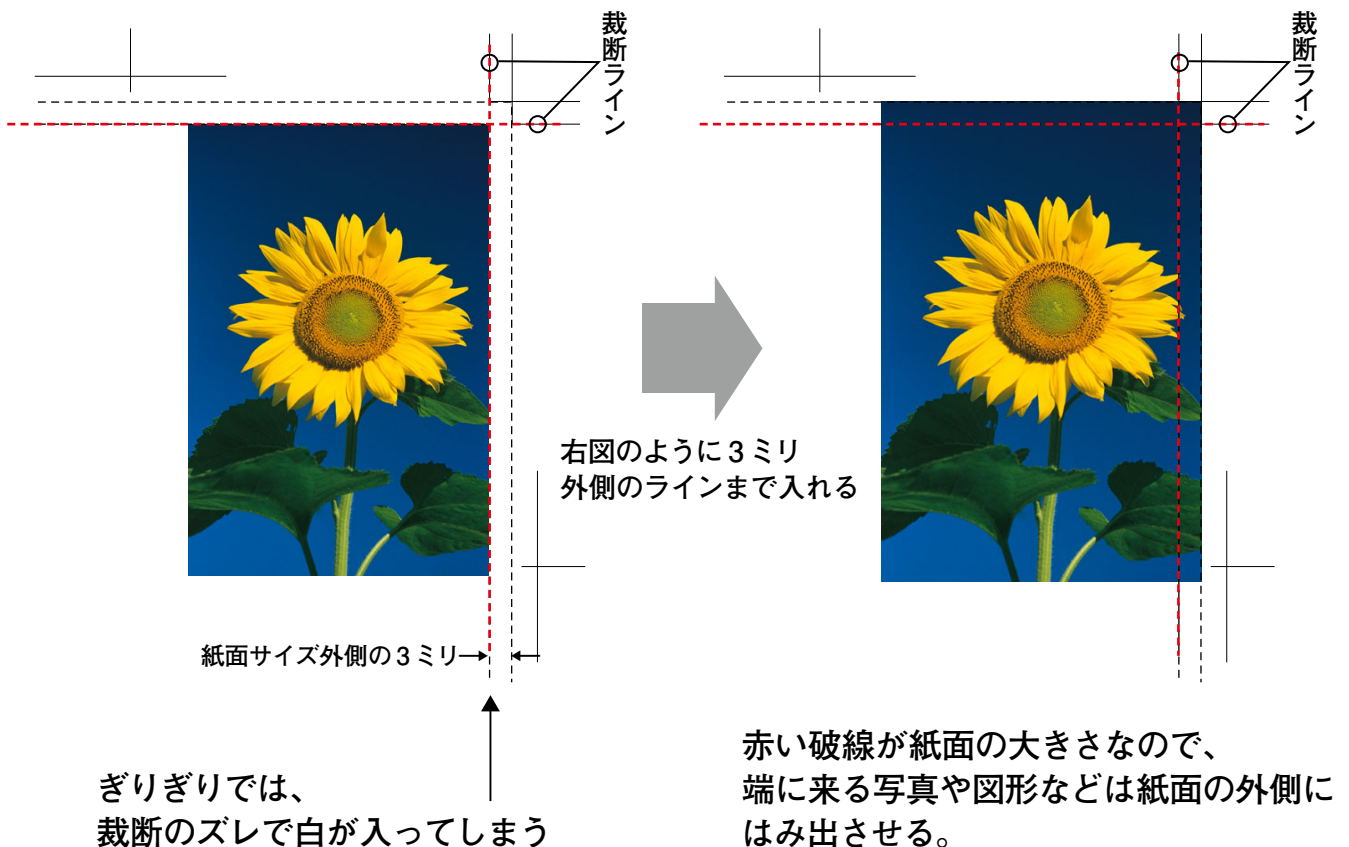 裁断ライン
裁断ライン
右図のように3ミリ
外側のラインまで入れる
紙面サイズ外側の3ミリ
ぎりぎりでは、
裁断のズレで白が入ってしまう
赤い破線が紙面の大きさなので、
端に来る写真や図形などは紙面の外側に
はみ出させる。